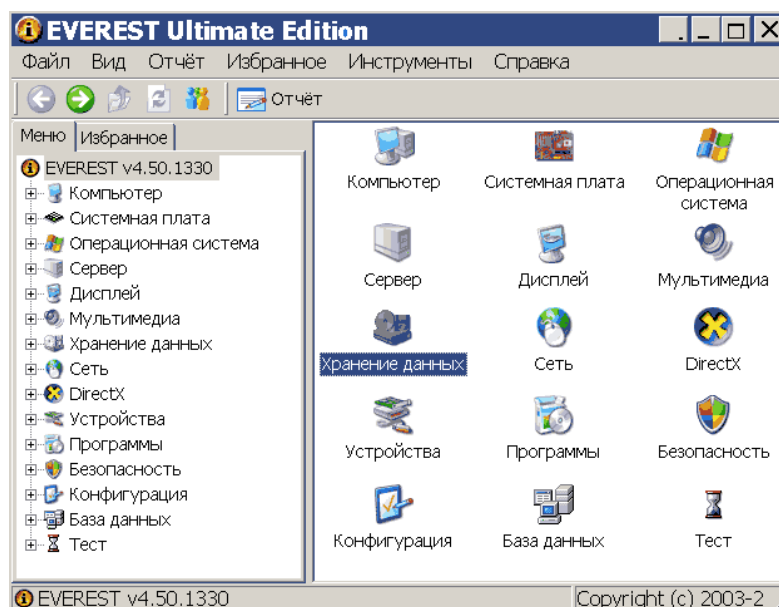 EVEREST Ultimate Edition
Файл Вид Отчёт Избранное Инструменты Справка
Отчёт
Меню Избранное
EVEREST v4.50.1330
Компьютер
Системная плата
Операционная система
Сервер
Дисплей
Мультимедиа
Хранение данных
Сеть
DirectX
Устройства
Программы
Безопасность
Конфигурация
База данных
Тест
Компьютер Системная плата Операционная
система
Сервер Дисплей Мультимедиа
Хранение данных Сеть DirectX
Устройства Программы Безопасность
Конфигурация База данных Тест
EVEREST v4.50.1330 Copyright (c) 2003-2